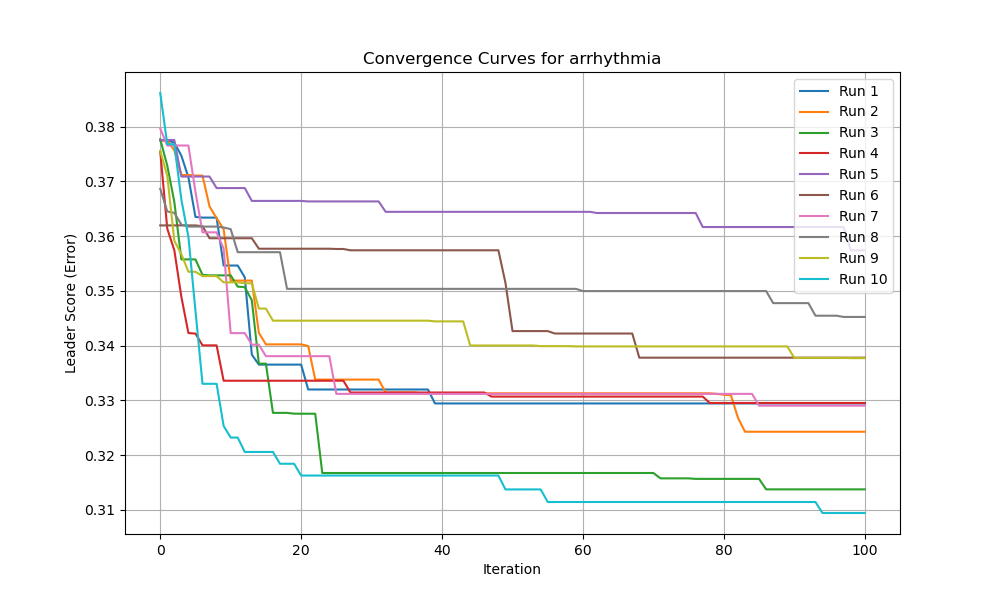 Convergence Curves for arrhythmia
Leader Score (Error)
0.38
0.37
0.36
0.35
0.34
0.33
0.32
0.31
Run 1
Run 2
Run 3
Run 4
Run 5
Run 6
Run 7
Run 8
Run 9
Run 10
0
20
40
60
80
100
Iteration